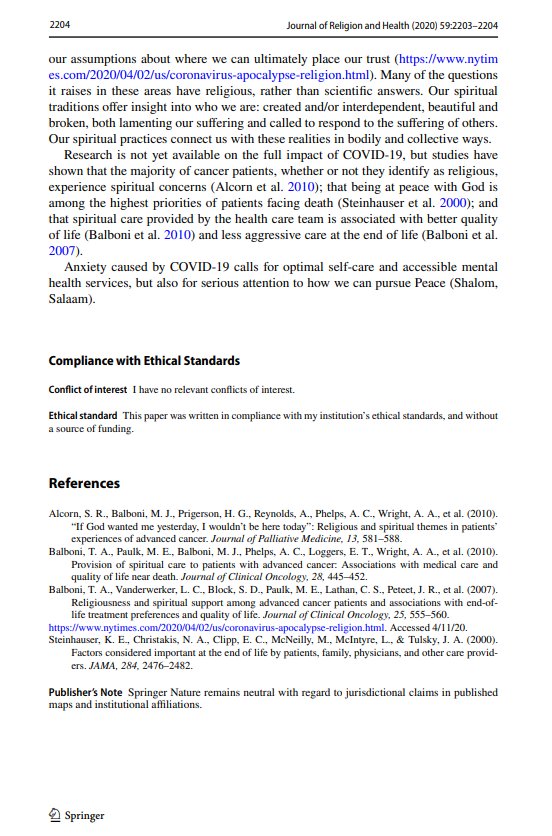 2204
Journal of Religion and Health (2020) 59:2203–2204
our assumptions about where we can ultimately place our trust (https://www.nytim
es.com/2020/04/02/us/coronavirus-apocalypse-religion.html). Many of the questions
it raises in these areas have religious, rather than scientific answers. Our spiritual
traditions offer insight into who we are: created and/or interdependent, beautiful and
broken, both lamenting our suffering and called to respond to the suffering of others.
Our spiritual practices connect us with these realities in bodily and collective ways.
Research is not yet available on the full impact of COVID-19, but studies have
shown that the majority of cancer patients, whether or not they identify as religious,
experience spiritual concerns (Alcorn et al. 2010); that being at peace with God is
among the highest priorities of patients facing death (Steinhauser et al. 2000); and
that spiritual care provided by the health care team is associated with better quality
of life (Balboni et al. 2010) and less aggressive care at the end of life (Balboni et al.
2007).
Anxiety caused by COVID-19 calls for optimal self-care and accessible mental
health services, but also for serious attention to how we can pursue Peace (Shalom,
Salaam).
Compliance with Ethical Standards
Conflict of interest I have no relevant conflicts of interest.
Ethical standard This paper was written in compliance with my institution's ethical standards, and without
a source of funding.
References
Alcorn, S. R., Balboni, M. J., Prigerson, H. G., Reynolds, A., Phelps, A. C., Wright, A. A., et al. (2010).
“If God wanted me yesterday, I wouldn't be here today”: Religious and spiritual themes in patients'
experiences of advanced cancer. Journal of Palliative Medicine, 13, 581–588.
Balboni, T. A., Paulk, M. E., Balboni, M. J., Phelps, A. C., Loggers, E. T., Wright, A. A., et al. (2010).
Provision of spiritual care to patients with advanced cancer: Associations with medical care and
quality of life near death. Journal of Clinical Oncology, 28, 445–452.
Balboni, T. A., Vanderwerker, L. C., Block, S. D., Paulk, M. E., Lathan, C. S., Peteet, J. R., et al. (2007).
Religiousness and spiritual support among advanced cancer patients and associations with end-of-
life treatment preferences and quality of life. Journal of Clinical Oncology, 25, 555–560.
https://www.nytimes.com/2020/04/02/us/coronavirus-apocalypse-religion.html. Accessed 4/11/20.
Steinhauser, K. E., Christakis, N. A., Clipp, E. C., McNeilly, M., McIntyre, L., & Tulsky, J. A. (2000).
Factors considered important at the end of life by patients, family, physicians, and other care provid-
ers. JAMA, 284, 2476–2482.
Publisher's Note Springer Nature remains neutral with regard to jurisdictional claims in published
maps and institutional affiliations.
Springer